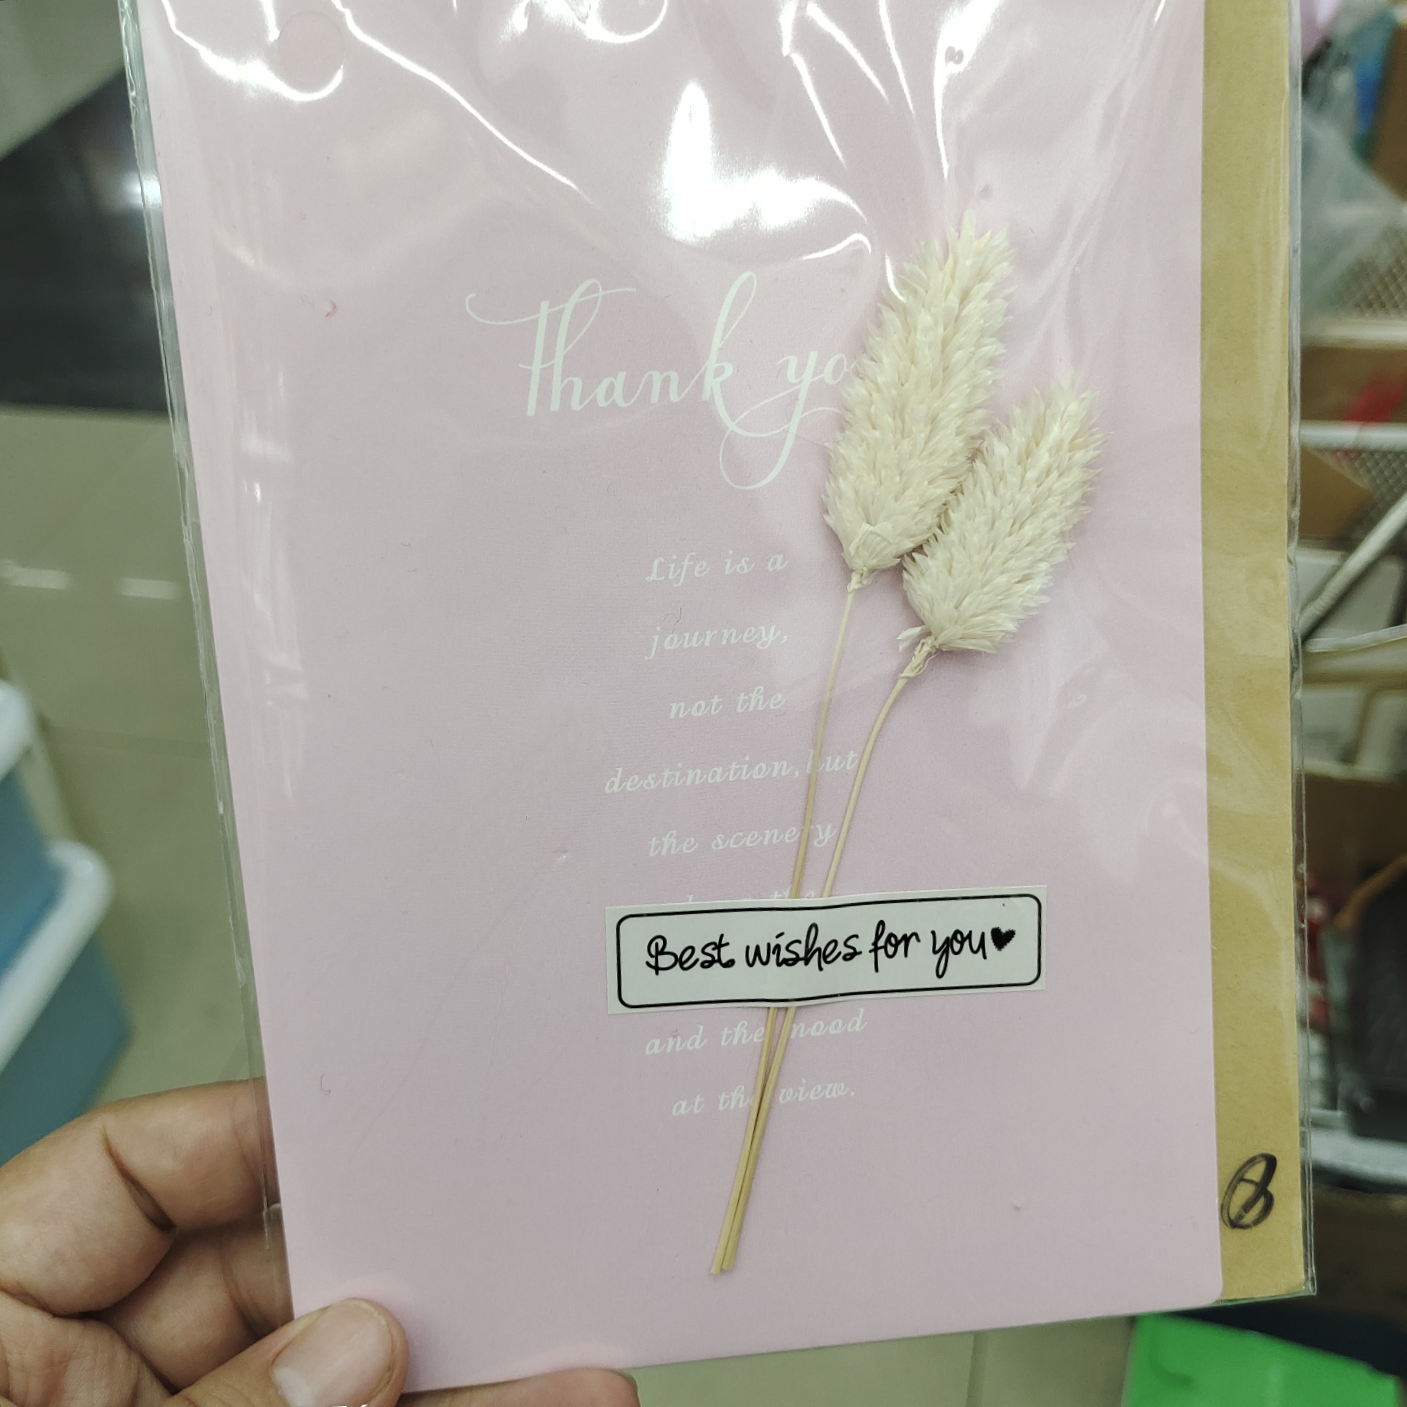 Thank yo
Life is a
journey,
not the
destination, but
the scenery
Best wishes for you♥
and the mood
at the view.